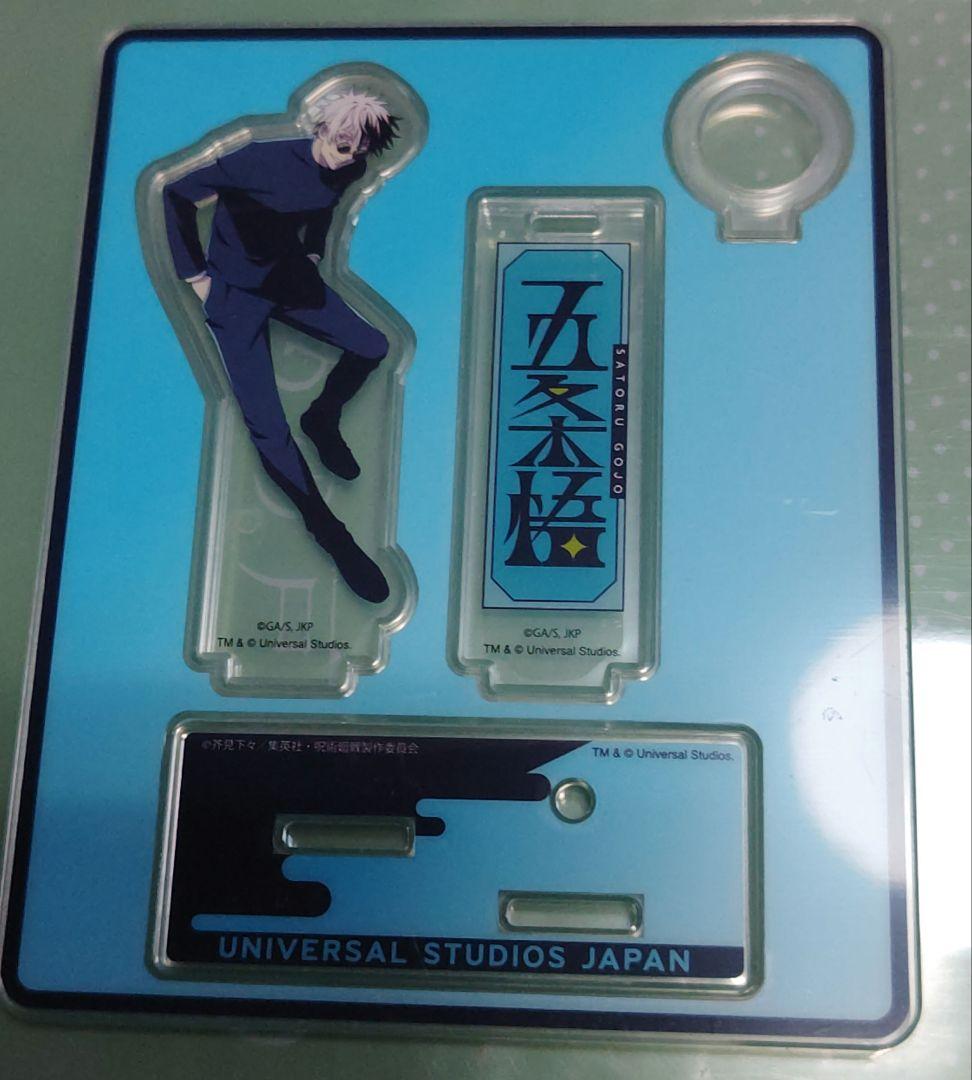 五条悟
SATORU GOJO
©GA/S, JKP
TM & © Universal Studios.
©GA/S, JKP
TM & © Universal Studios.
©芥見下々／集英社・呪術廻戦製作委員会
TM & © Universal Studios.
UNIVERSAL STUDIOS JAPAN